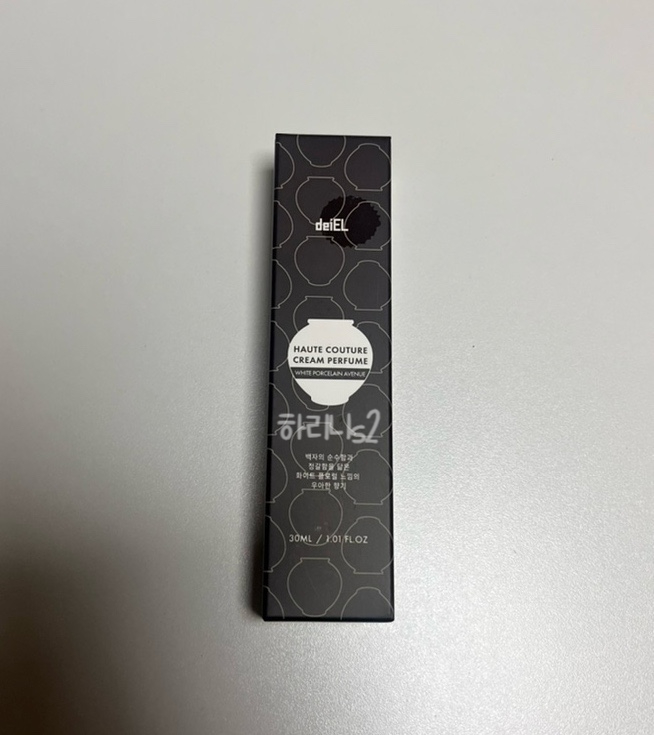 deiEL
HAUTE COUTURE
CREAM PERFUME
WHITE PORCELAIN AVENUE
하라니s2
백자의 순수함과
정갈함을 닮은
화이트 플로럴 느낌의
우아한 향기
30ML / 1.01 FL.OZ